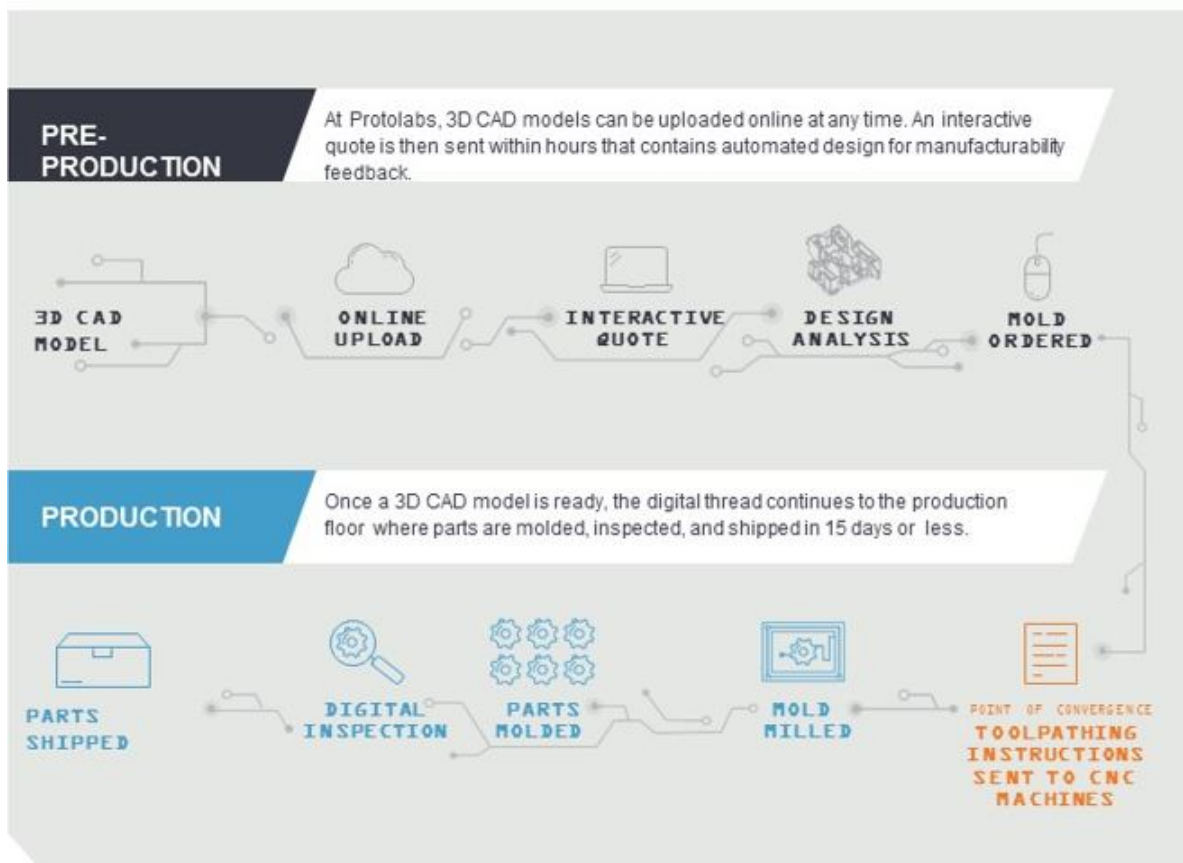 PRE-
PRODUCTION
At Protolabs, 3D CAD models can be uploaded online at any time. An interactive
quote is then sent within hours that contains automated design for manufacturability
feedback.
3D CAD
MODEL
ONLINE
UPLOAD
INTERACTIVE
QUOTE
DESIGN
ANALYSIS
MOLD
ORDERED
PRODUCTION
Once a 3D CAD model is ready, the digital thread continues to the production
floor where parts are molded, inspected, and shipped in 15 days or less.
PARTS
SHIPPED
DIGITAL
INSPECTION
PARTS
MOLDED
MOLD
MILLED
POINT OF CONVERGENCE
TOOLPATHING
INSTRUCTIONS
SENT TO CNC
MACHINES